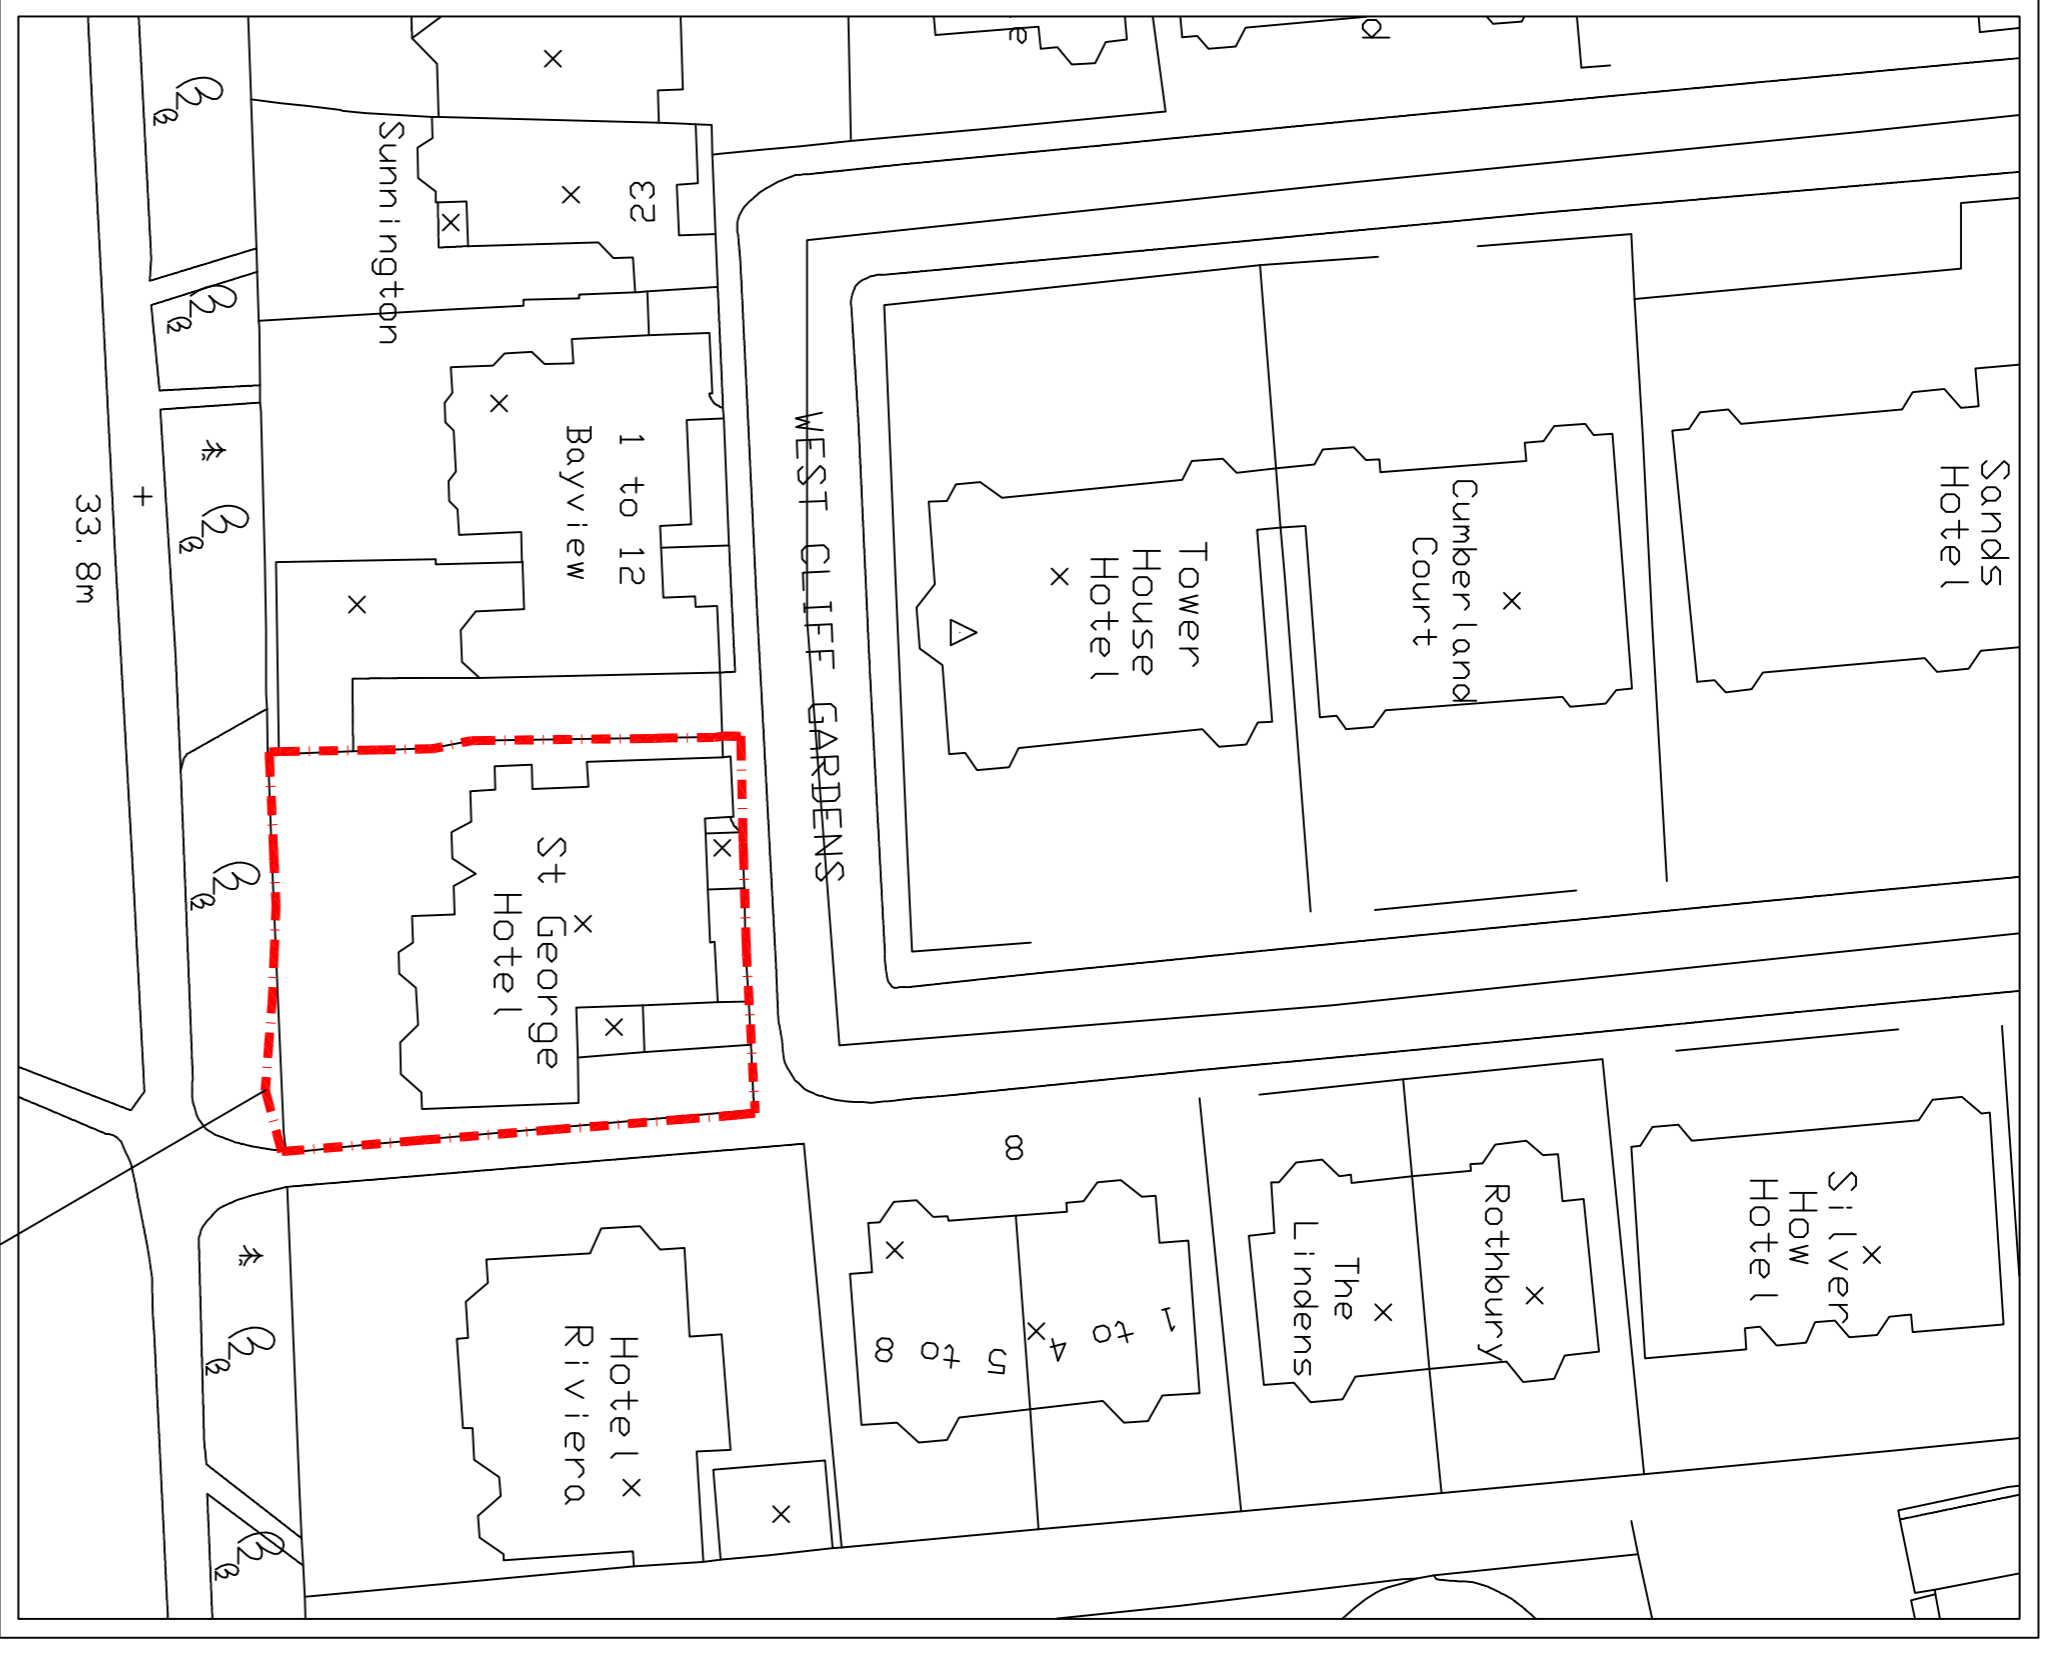 e
d
Sunnington
32
1 to 12
Bayview
33.8m
WEST CLIFF GARDENS
Tower
House
Hotel
Cumberland
Court
Sands
Hotel
St George
Hotel
8
1 to 4
5 to 8
The
Lindens
Rothbury
Silver
How
Hotel
Hotel
Riviera